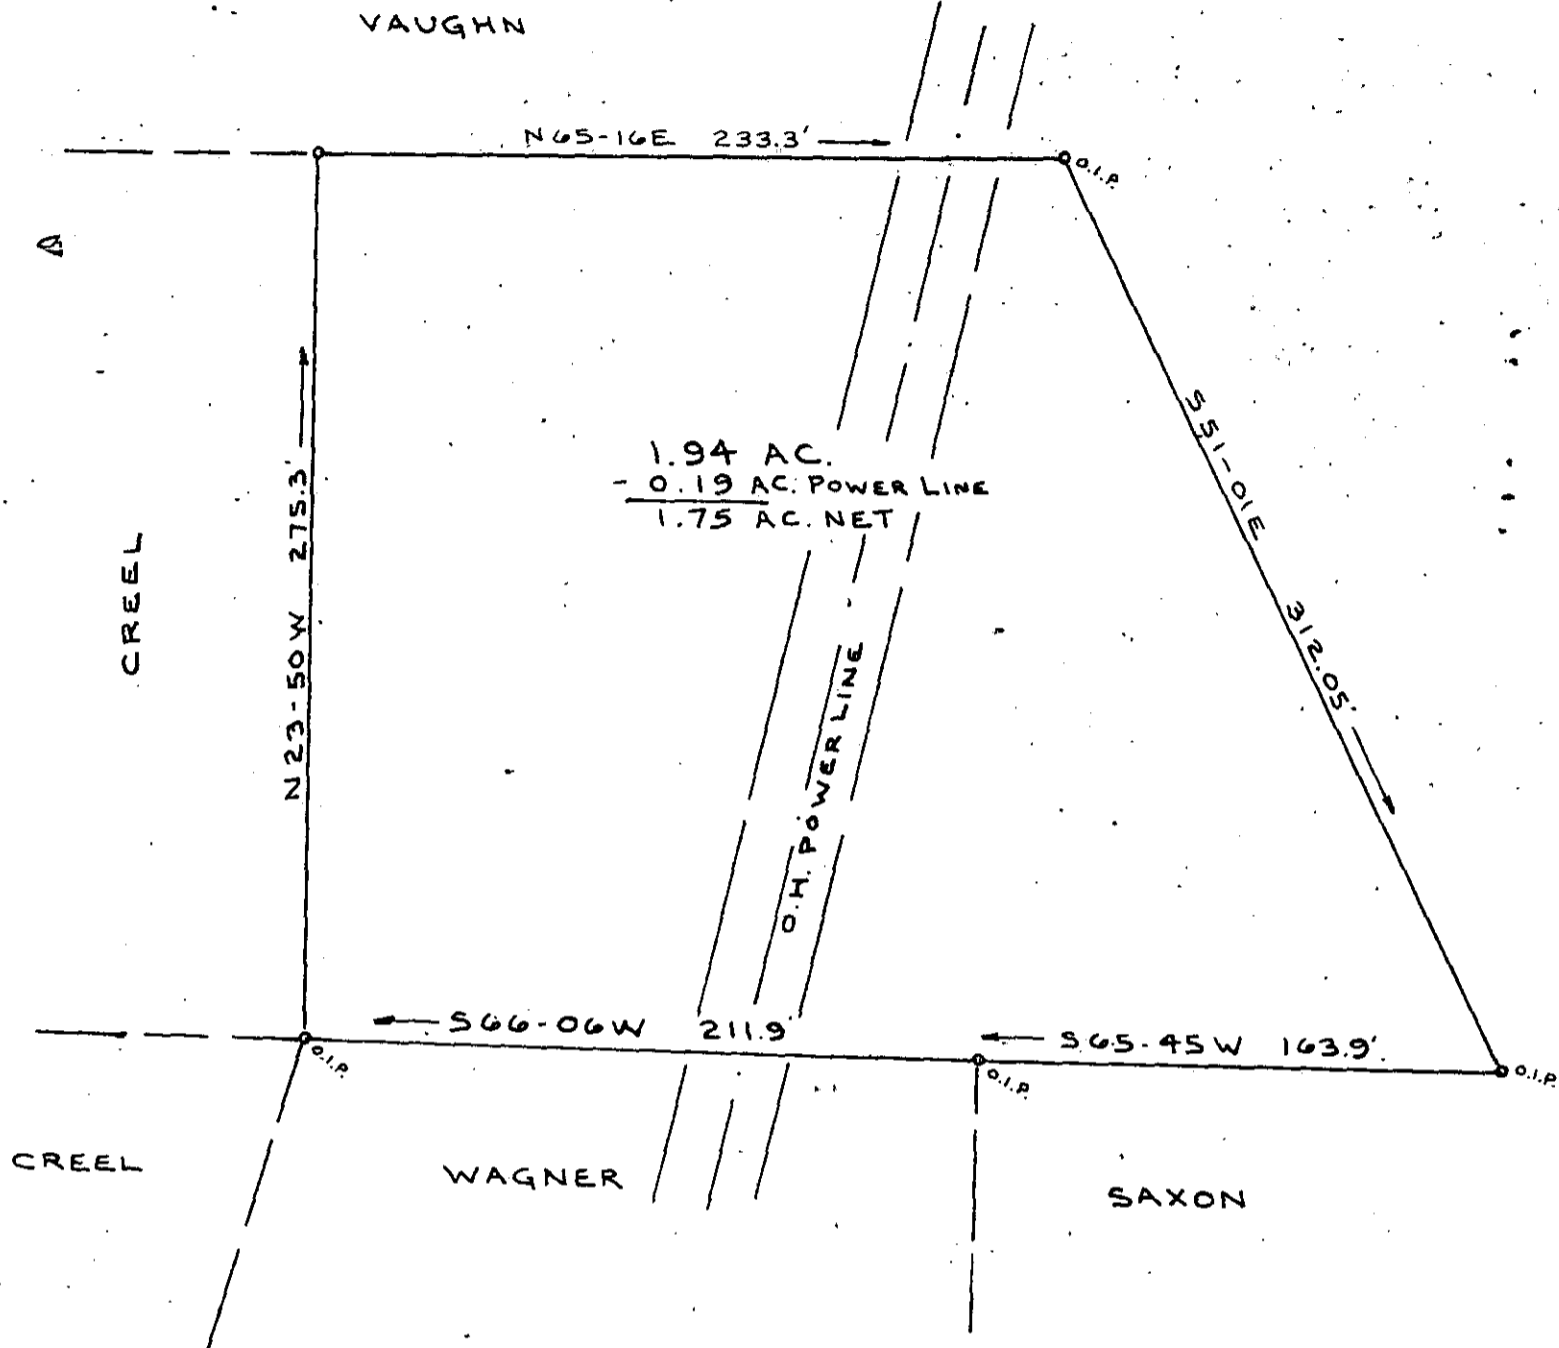 VAUGHN
N65-16E 233.3'
O.I.P.
S51-01E 312.05'
1.94 AC.
- 0.19 AC. POWER LINE
1.75 AC. NET
CREEL
N23-50W 275.3'
O.H. POWER LINE
S66-06W 211.9'
S65-45W 163.9'
O.I.P.
O.I.P.
O.I.P.
CREEL
WAGNER
SAXON